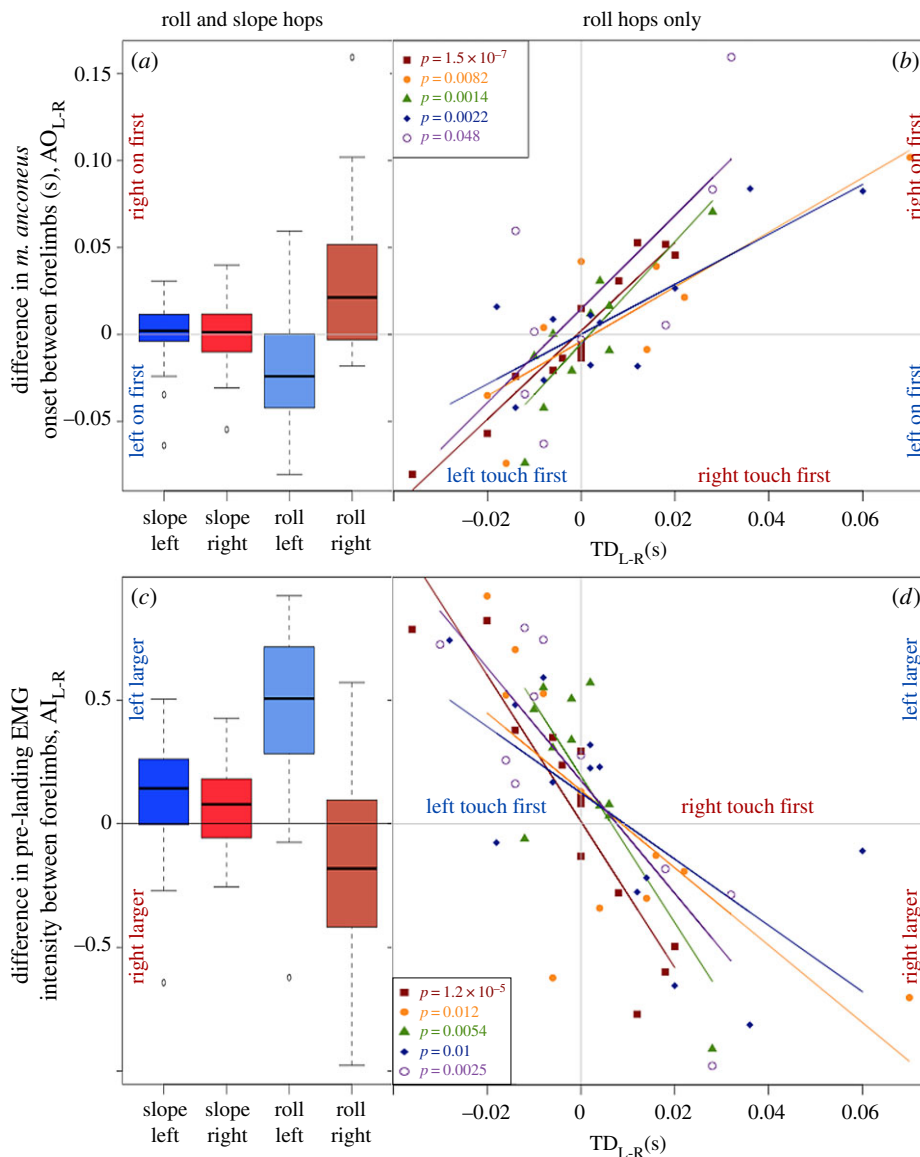 roll and slope hops
roll hops only
(a)
(b)
difference in m. anconeus
onset between forelimbs (s), AO_L-R
right on first
left on first
0.15
0.10
0.05
0
−0.05
p = 1.5 × 10⁻⁷
p = 0.0082
p = 0.0014
p = 0.0022
p = 0.048
right on first
left on first
left touch first
right touch first
slope left
slope right
roll left
roll right
−0.02
0
0.02
0.04
0.06
TD_L-R(s)
(c)
(d)
difference in pre-landing EMG
intensity between forelimbs, AI_L-R
left larger
right larger
0.5
0
−0.5
left touch first
right touch first
left larger
right larger
p = 1.2 × 10⁻⁵
p = 0.012
p = 0.0054
p = 0.01
p = 0.0025
slope left
slope right
roll left
roll right
−0.02
0
0.02
0.04
0.06
TD_L-R(s)